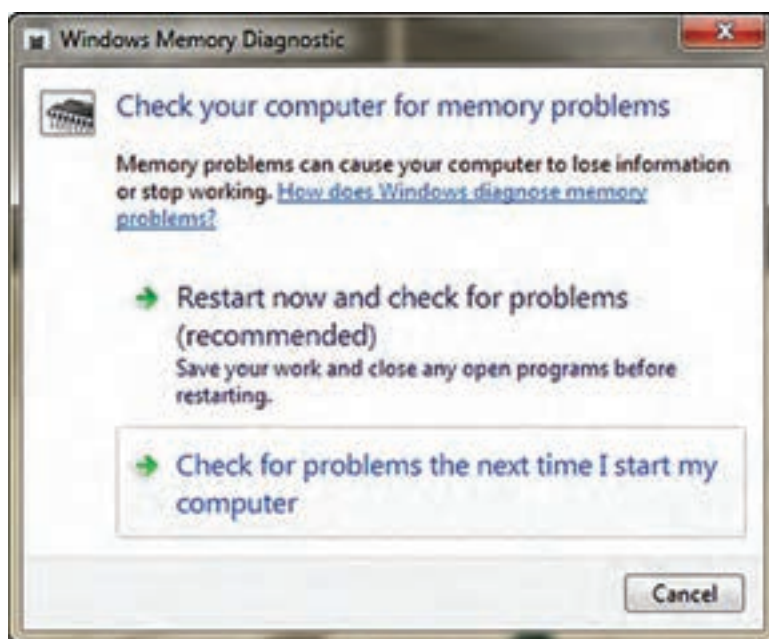 Windows Memory Diagnostic
Check your computer for memory problems
Memory problems can cause your computer to lose information
or stop working. How does Windows diagnose memory
problems?
Restart now and check for problems
(recommended)
Save your work and close any open programs before
restarting.
Check for problems the next time I start my
computer
Cancel